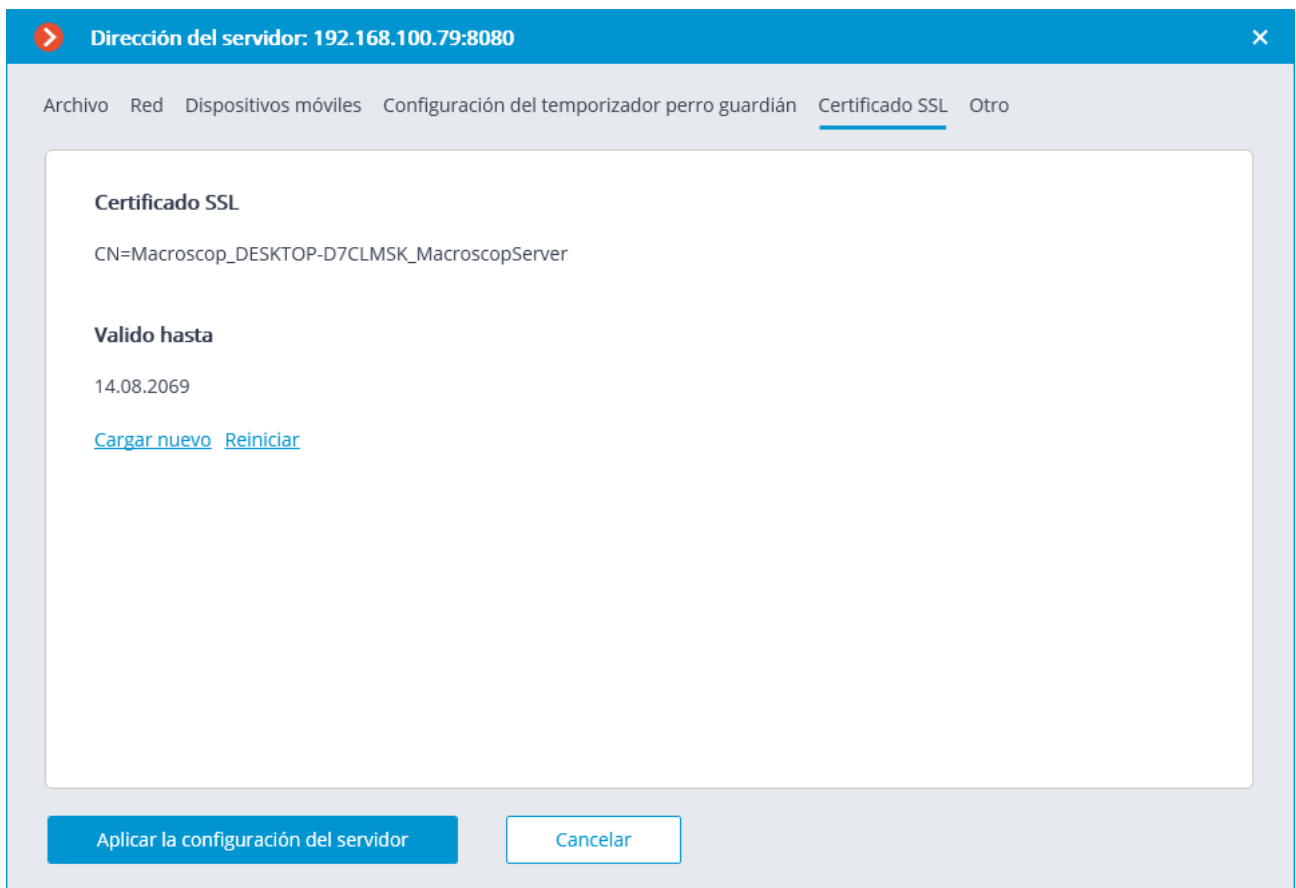 Dirección del servidor: 192.168.100.79:8080
Archivo Red Dispositivos móviles Configuración del temporizador perro guardián Certificado SSL Otro
Certificado SSL
CN=Macroscop_DESKTOP-D7CLMSK_MacroscopServer
Valido hasta
14.08.2069
Cargar nuevo Reiniciar
Aplicar la configuración del servidor Cancelar